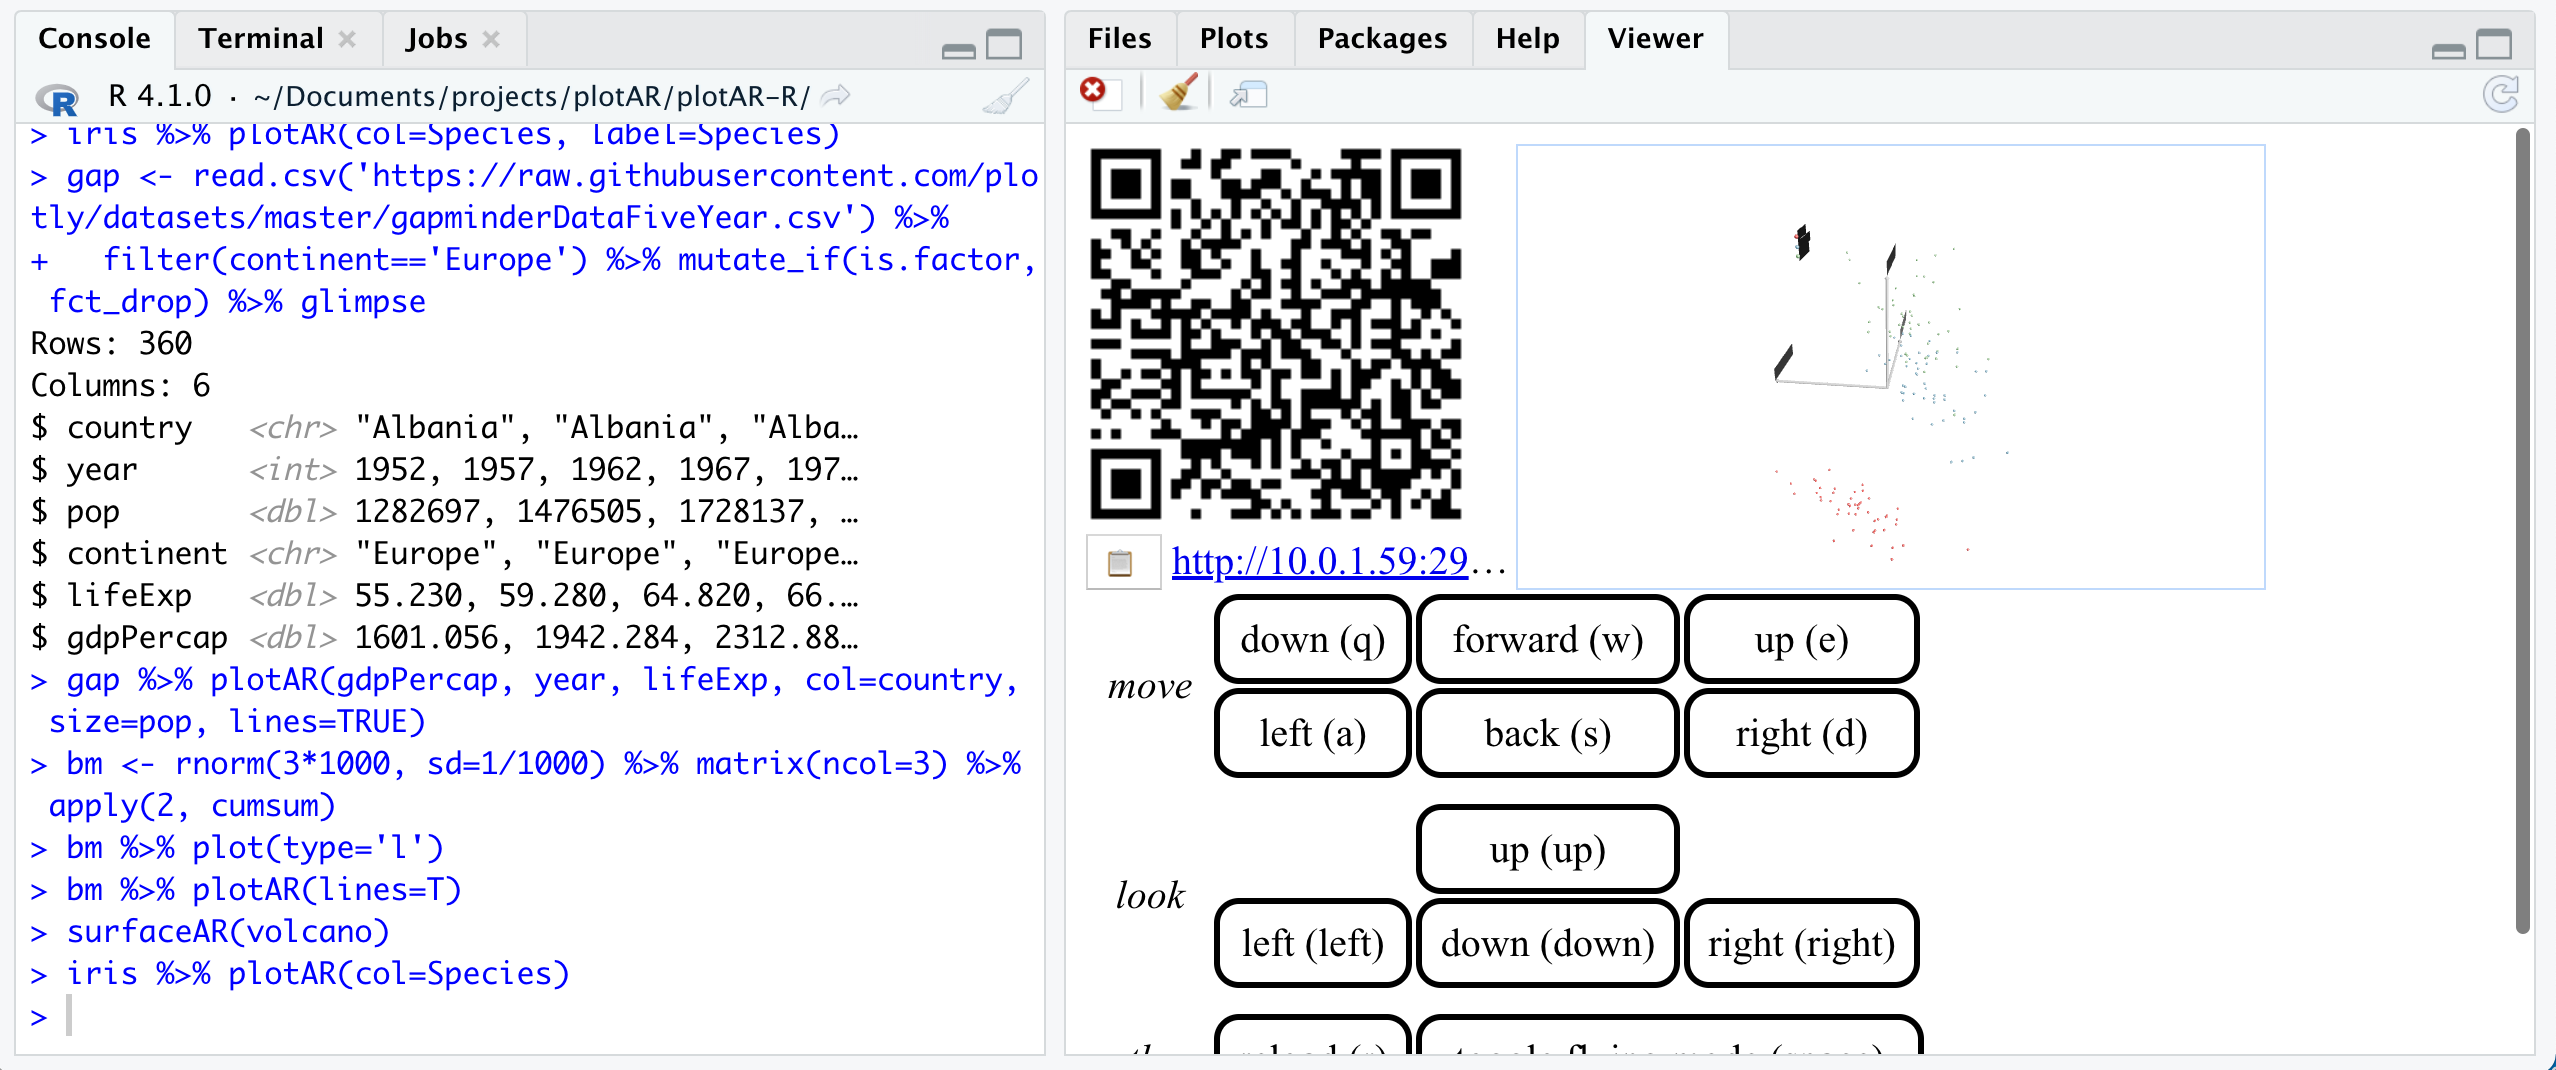 Console
Terminal
Jobs
R 4.1.0 · ~/Documents/projects/plotAR/plotAR-R/
> iris %>% plotAR(col=Species, label=Species)
> gap <- read.csv('https://raw.githubusercontent.com/plo
tly/datasets/master/gapminderDataFiveYear.csv') %>%
+   filter(continent=='Europe') %>% mutate_if(is.factor,
 fct_drop) %>% glimpse
Rows: 360
Columns: 6
$ country   <chr> "Albania", "Albania", "Alba…
$ year      <int> 1952, 1957, 1962, 1967, 197…
$ pop       <dbl> 1282697, 1476505, 1728137, …
$ continent <chr> "Europe", "Europe", "Europe…
$ lifeExp   <dbl> 55.230, 59.280, 64.820, 66.…
$ gdpPercap <dbl> 1601.056, 1942.284, 2312.88…
> gap %>% plotAR(gdpPercap, year, lifeExp, col=country,
 size=pop, lines=TRUE)
> bm <- rnorm(3*1000, sd=1/1000) %>% matrix(ncol=3) %>%
 apply(2, cumsum)
> bm %>% plot(type='l')
> bm %>% plotAR(lines=T)
> surfaceAR(volcano)
> iris %>% plotAR(col=Species)
>
Files
Plots
Packages
Help
Viewer
http://10.0.1.59:29…
move
down (q)
forward (w)
up (e)
left (a)
back (s)
right (d)
look
up (up)
left (left)
down (down)
right (right)
reload (r)
toggle flying mode (space)